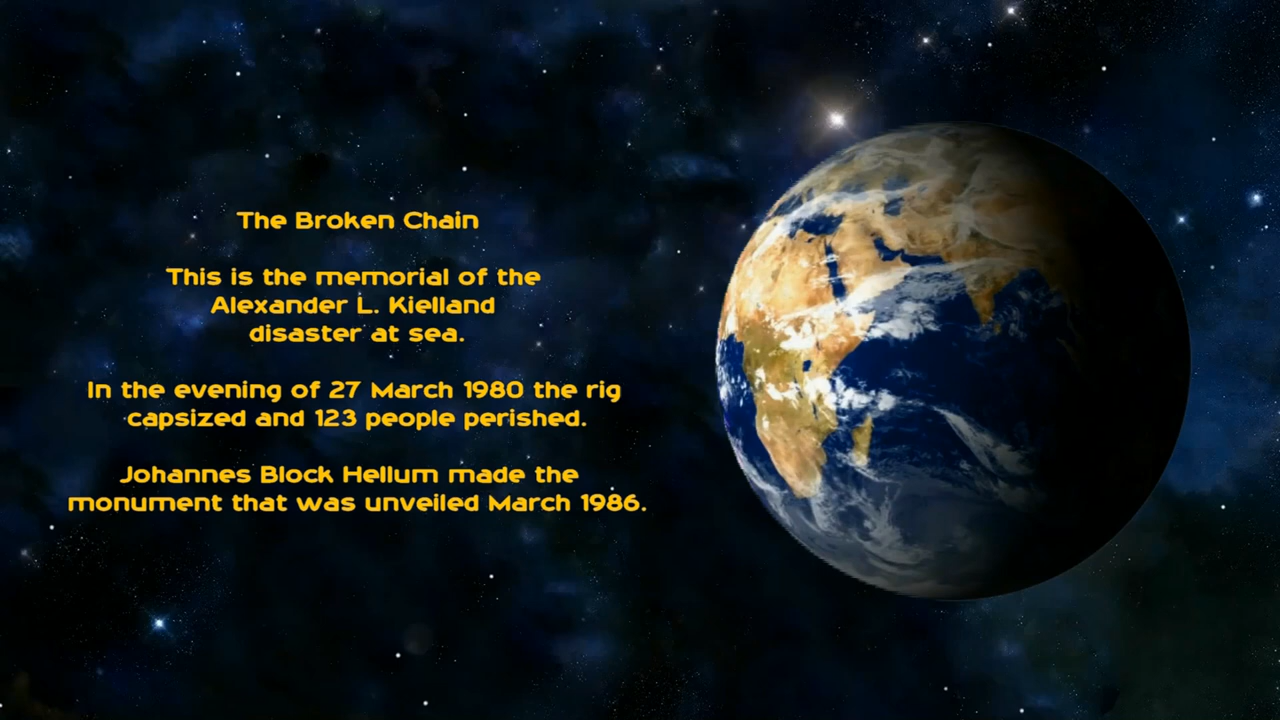 The Broken Chain
This is the memorial of the
Alexander L. Kielland
disaster at sea.
In the evening of 27 March 1980 the rig
capsized and 123 people perished.
Johannes Block Hellum made the
monument that was unveiled March 1986.